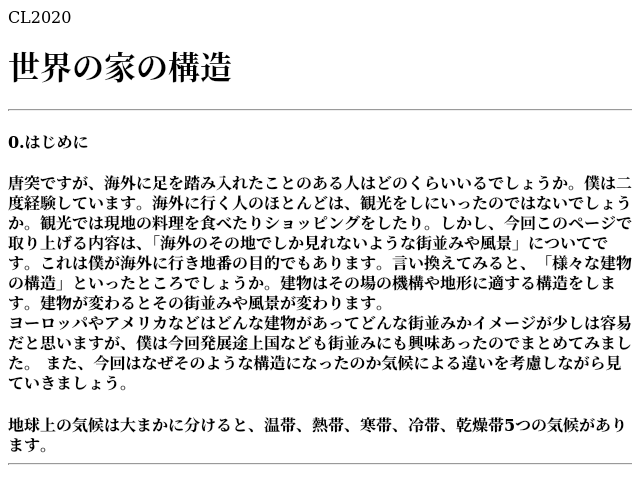 CL2020
世界の家の構造
0.はじめに
唐突ですが、海外に足を踏み入れたことのある人はどのくらいいるでしょうか。僕は二
度経験しています。海外に行く人のほとんどは、観光をしにいったのではないでしょう
か。観光では現地の料理を食べたりショッピングをしたり。しかし、今回このページで
取り上げる内容は、「海外のその地でしか見れないような街並みや風景」についてで
す。これは僕が海外に行き地番の目的でもあります。言い換えてみると、「様々な建物
の構造」といったところでしょうか。建物はその場の機構や地形に適する構造をしま
す。建物が変わるとその街並みや風景が変わります。
ヨーロッパやアメリカなどはどんな建物があってどんな街並みかイメージが少しは容易
だと思いますが、僕は今回発展途上国なども街並みにも興味あったのでまとめてみまし
た。 また、今回はなぜそのような構造になったのか気候による違いを考慮しながら見
ていきましょう。
地球上の気候は大まかに分けると、温帯、熱帯、寒帯、冷帯、乾燥帯5つの気候があり
ます。